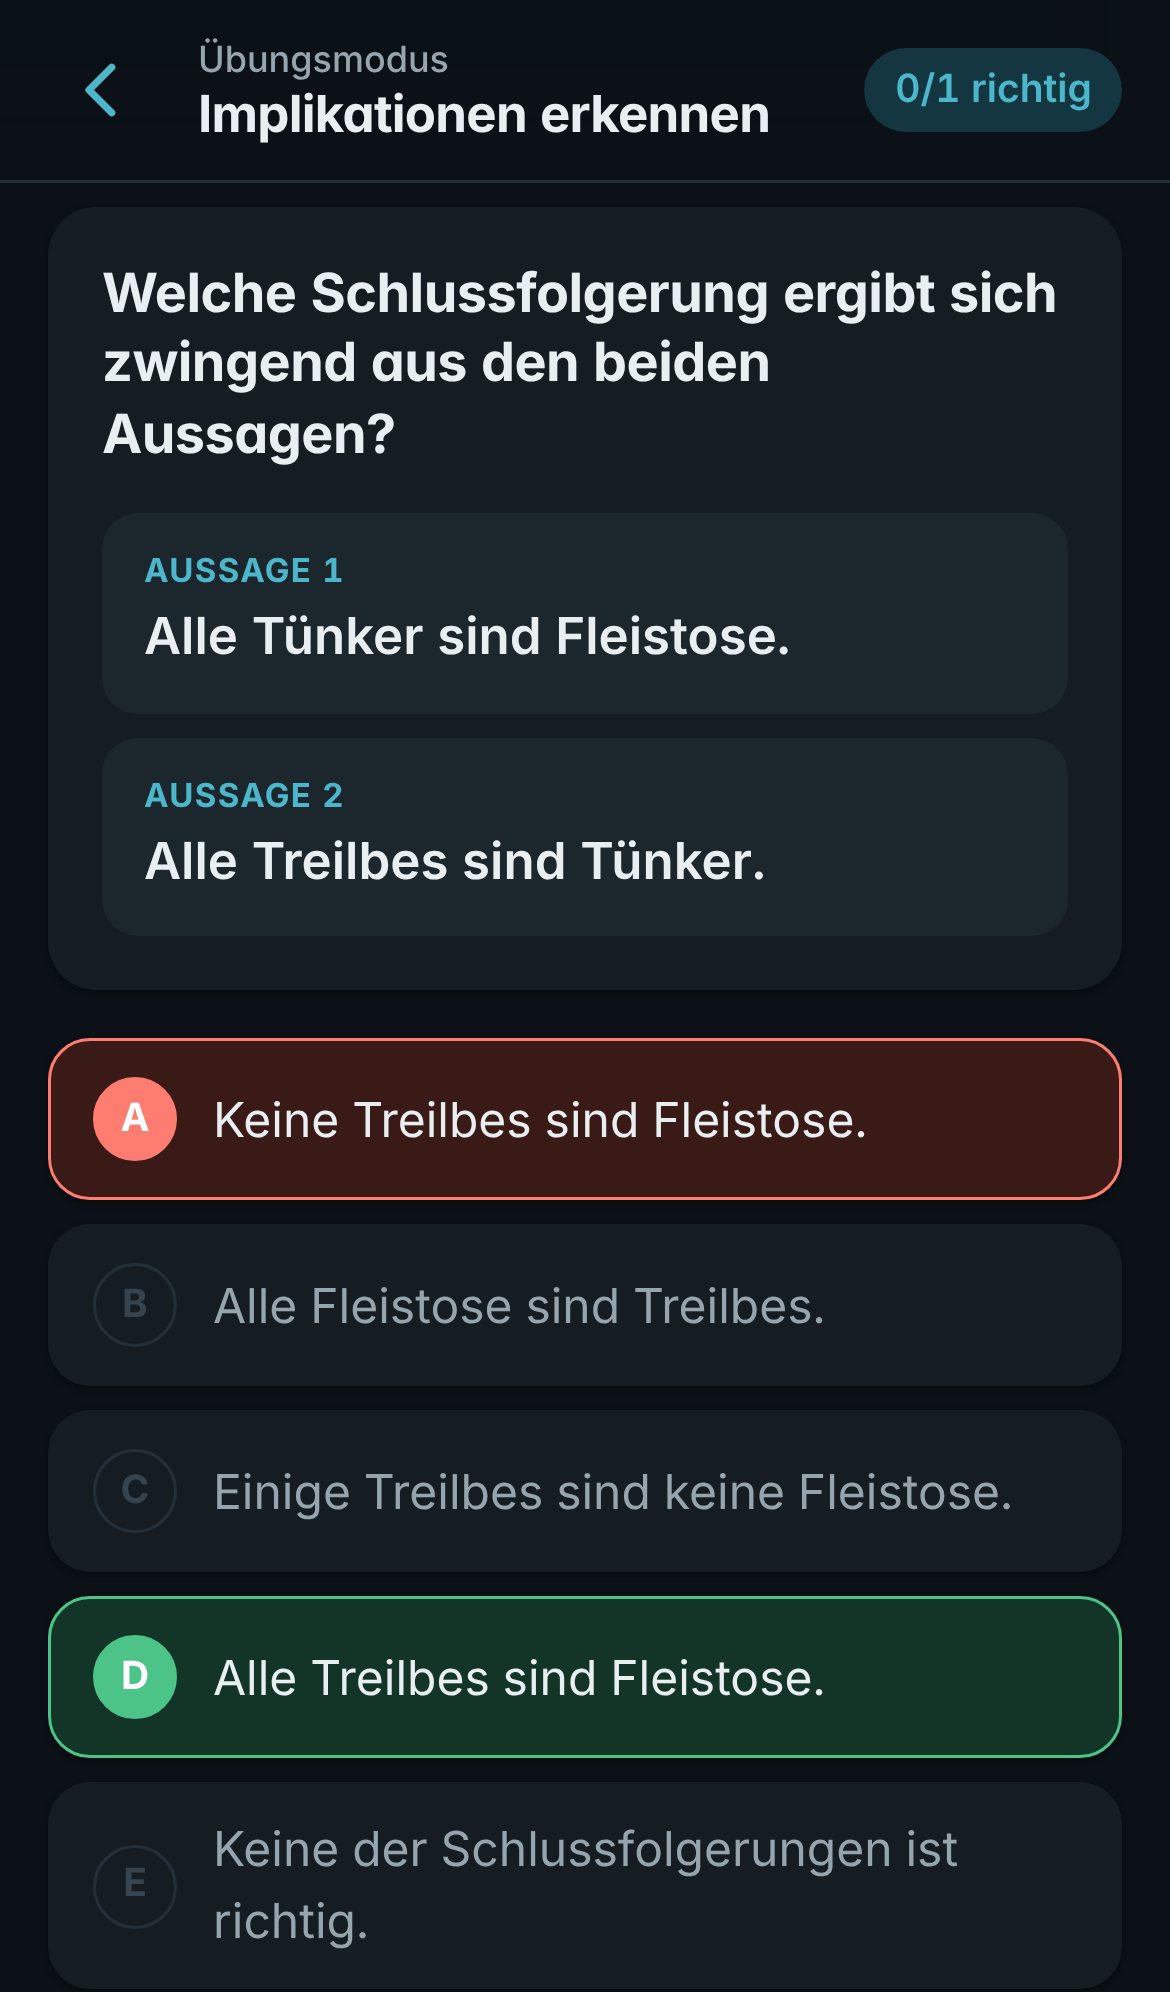 Übungsmodus
Implikationen erkennen
0/1 richtig
Welche Schlussfolgerung ergibt sich
zwingend aus den beiden
Aussagen?
AUSSAGE 1
Alle Tünker sind Fleistose.
AUSSAGE 2
Alle Treilbes sind Tünker.
A Keine Treilbes sind Fleistose.
B Alle Fleistose sind Treilbes.
C Einige Treilbes sind keine Fleistose.
D Alle Treilbes sind Fleistose.
E Keine der Schlussfolgerungen ist
richtig.